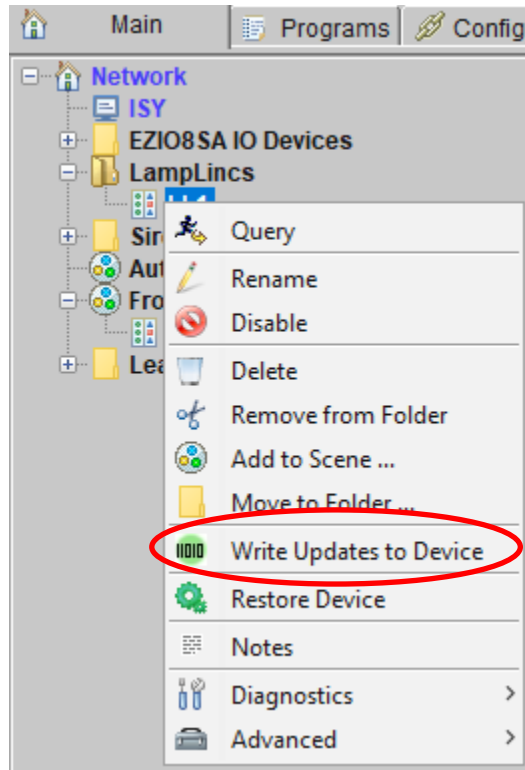 Main
Programs
Config
Network
ISY
EZIO8SA IO Devices
LampLincs
Query
Rename
Disable
Delete
Remove from Folder
Add to Scene ...
Move to Folder ...
Write Updates to Device
Restore Device
Notes
Diagnostics
Advanced